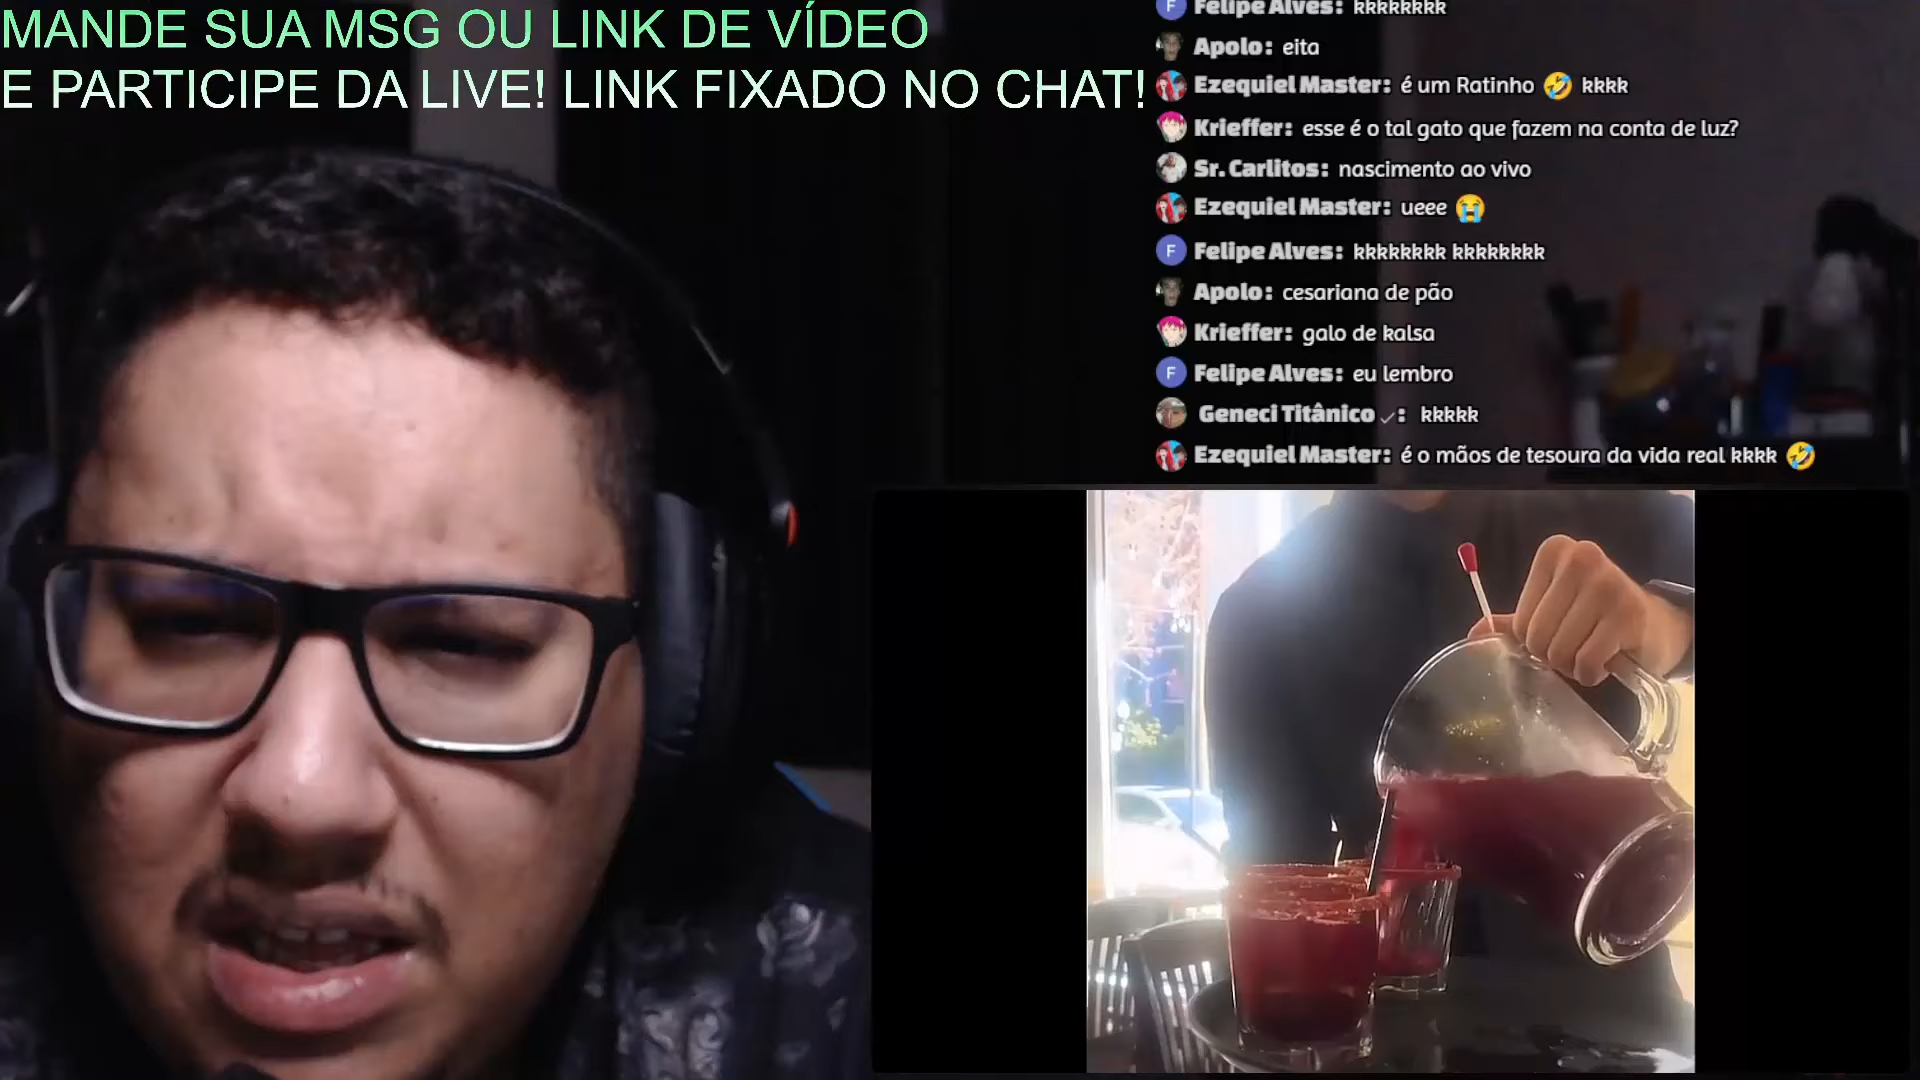 MANDE SUA MSG OU LINK DE VÍDEO
E PARTICIPE DA LIVE! LINK FIXADO NO CHAT!
Felipe Alves: kkkkkkkk
Apolo: eita
Ezequiel Master: é um Ratinho 🤣 kkkk
Krieffer: esse é o tal gato que fazem na conta de luz?
Sr. Carlitos: nascimento ao vivo
Ezequiel Master: ueee 😭
F Felipe Alves: kkkkkkkk kkkkkkkk
Apolo: cesariana de pão
Krieffer: galo de kalsa
F Felipe Alves: eu lembro
Geneci Titânico ✓: kkkkk
Ezequiel Master: é o mãos de tesoura da vida real kkkk 🤣